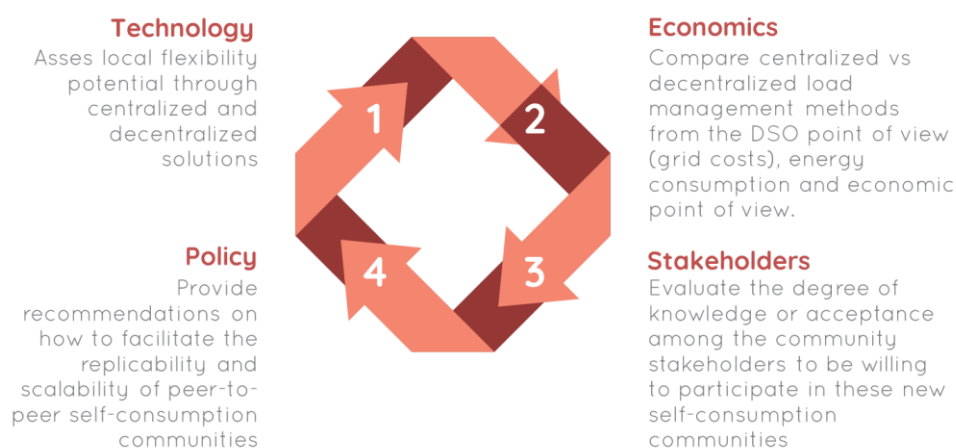 Technology
Asses local flexibility
potential through
centralized and
decentralized
solutions
1
Economics
Compare centralized vs
decentralized load
management methods
from the DSO point of view
(grid costs), energy
consumption and economic
point of view.
2
Policy
Provide
recommendations on
how to facilitate the
replicability and
scalability of peer-to-
peer self-consumption
communities
4
3
Stakeholders
Evaluate the degree of
knowledge or acceptance
among the community
stakeholders to be willing
to participate in these new
self-consumption
communities